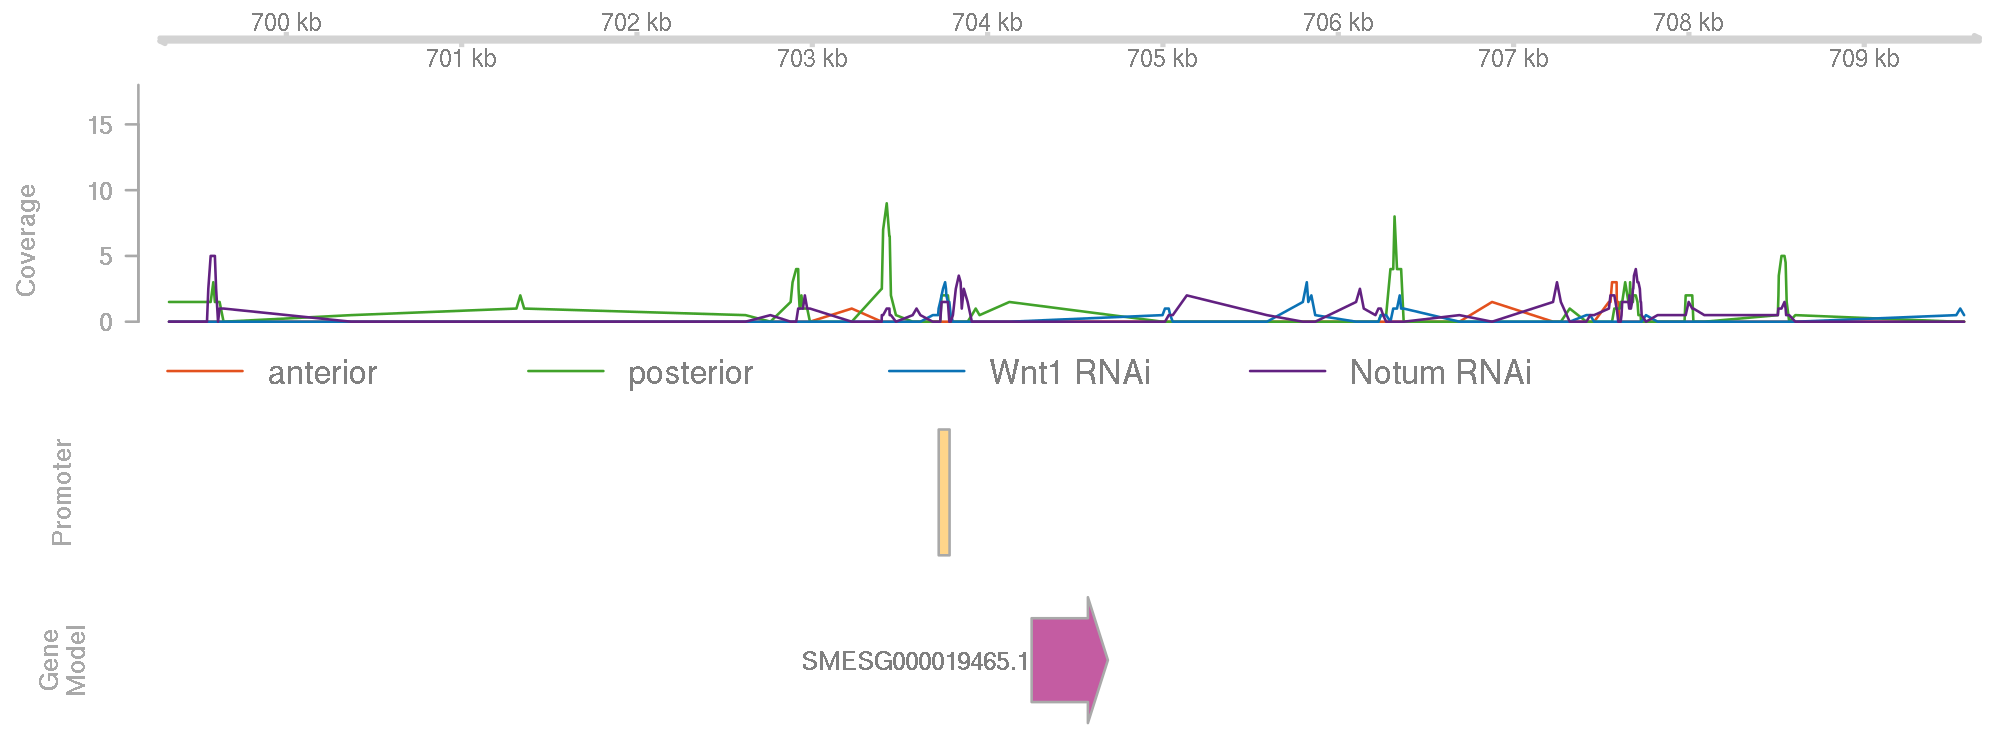 700 kb 702 kb 704 kb 706 kb 708 kb
701 kb 703 kb 705 kb 707 kb 709 kb
Coverage
15
10
5
0
anterior posterior Wnt1 RNAi Notum RNAi
Promoter
Gene
Model
SMESG000019465.1